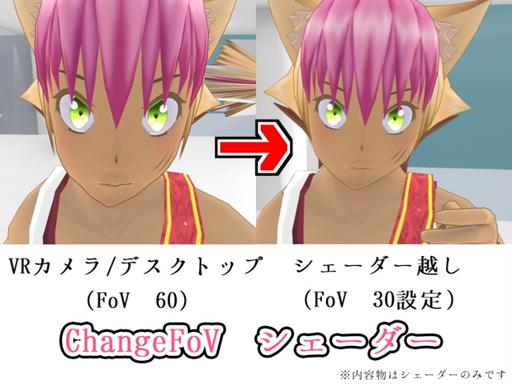 VRカメラ/デスクトップ
(FoV 60)
シェーダー越し
(FoV 30設定)
ChangeFoV シェーダー
※内容物はシェーダーのみです